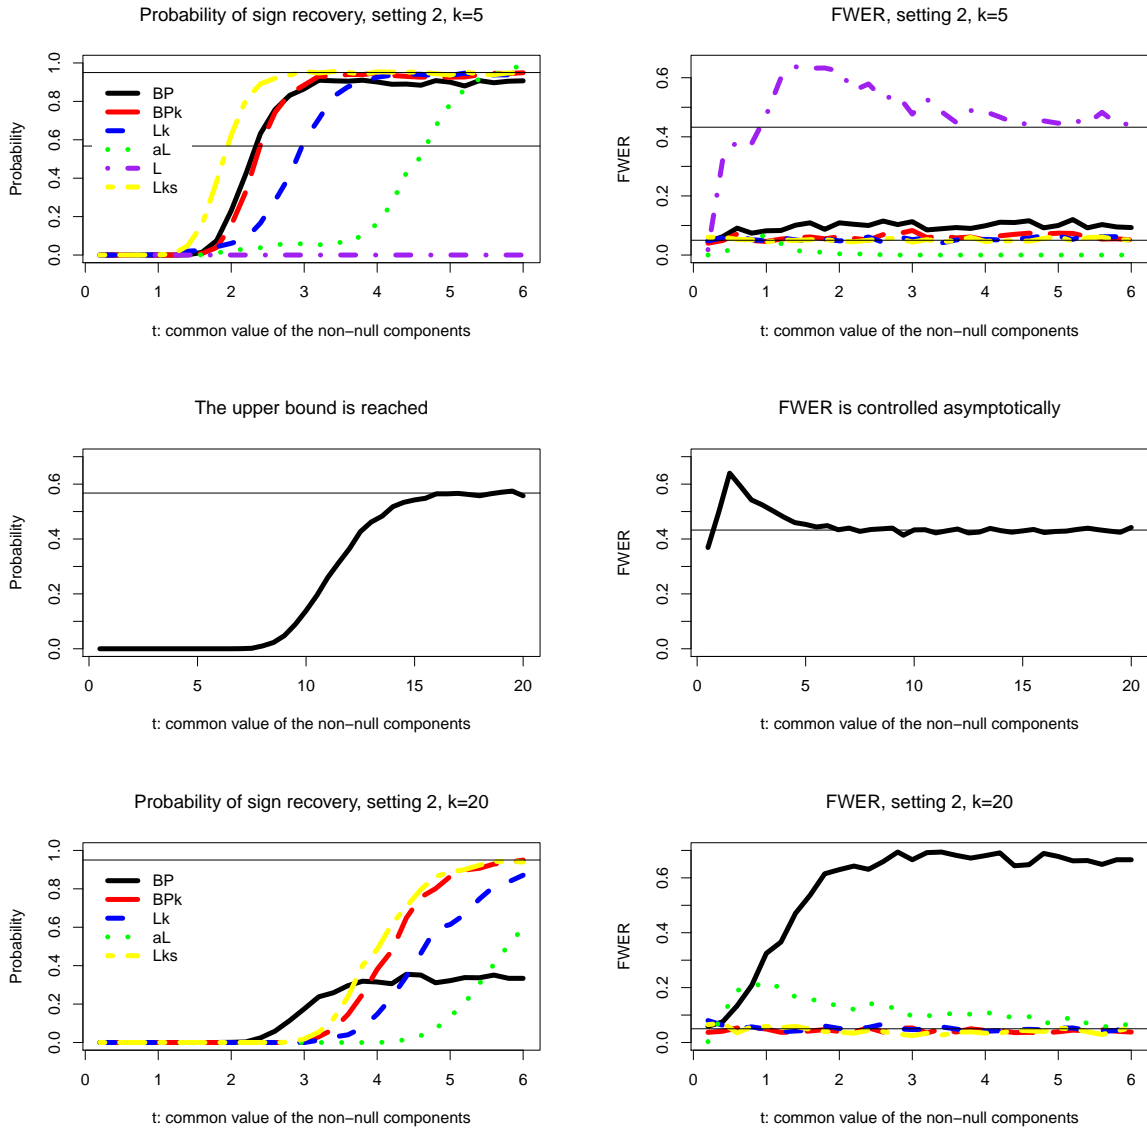 Probability of sign recovery, setting 2, k=5
Probability
0.0 0.2 0.4 0.6 0.8 1.0
BP
BPk
Lk
aL
L
Lks
0 1 2 3 4 5 6
t: common value of the non−null components
FWER, setting 2, k=5
FWER
0.0 0.2 0.4 0.6
0 1 2 3 4 5 6
t: common value of the non−null components
The upper bound is reached
Probability
0.0 0.2 0.4 0.6
0 5 10 15 20
t: common value of the non−null components
FWER is controlled asymptotically
FWER
0.0 0.2 0.4 0.6
0 5 10 15 20
t: common value of the non−null components
Probability of sign recovery, setting 2, k=20
Probability
0.0 0.2 0.4 0.6 0.8 1.0
BP
BPk
Lk
aL
Lks
0 1 2 3 4 5 6
t: common value of the non−null components
FWER, setting 2, k=20
FWER
0.0 0.2 0.4 0.6
0 1 2 3 4 5 6
t: common value of the non−null components